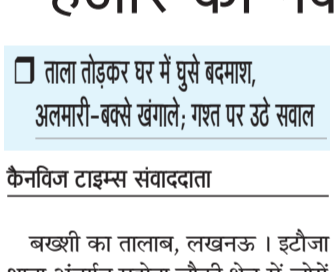 ताला तोड़कर घर में घुसे बदमाश,
अलमारी-बक्से खंगाले; गश्त पर उठे सवाल
कैनविज टाइम्स संवाददाता
बख्शी का तालाब, लखनऊ । इटौजा